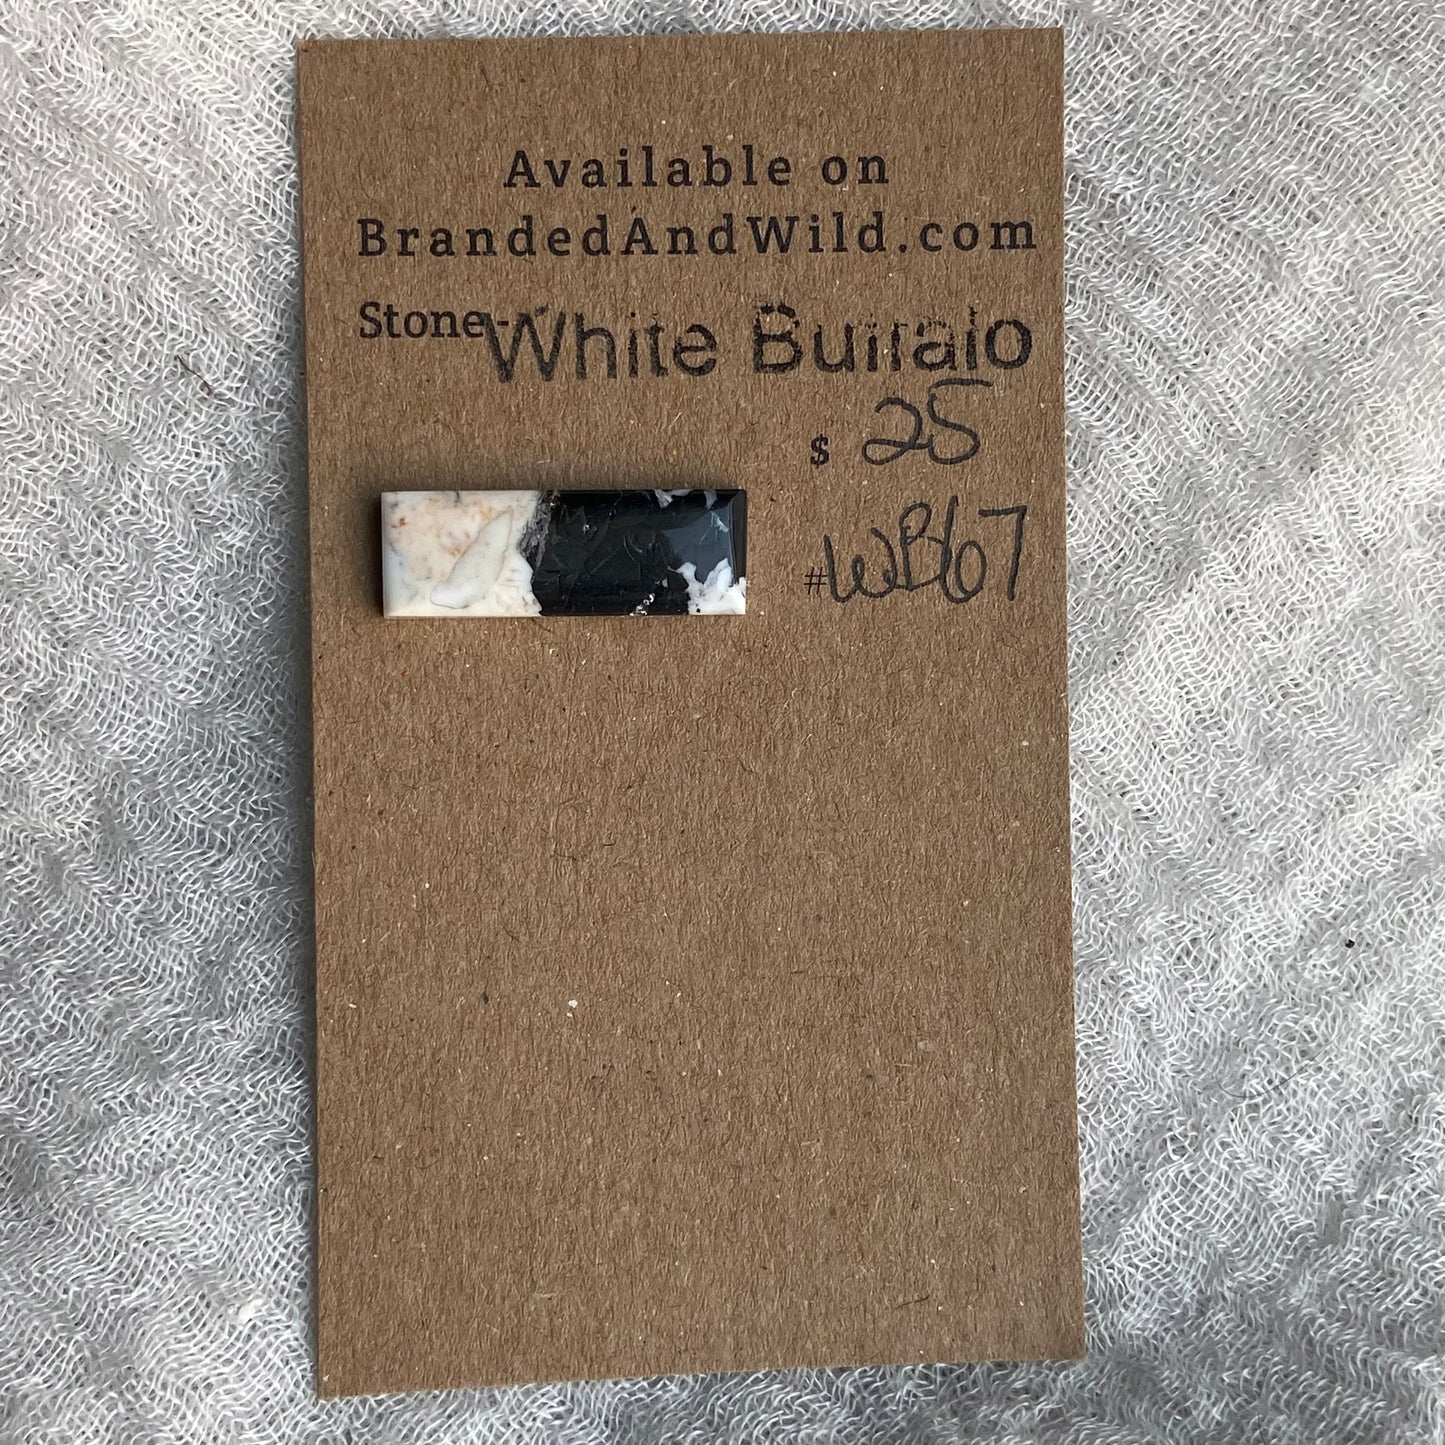 Available on
BrandedAndWild.com
Stone- White Buffalo
$ 25
#WB67